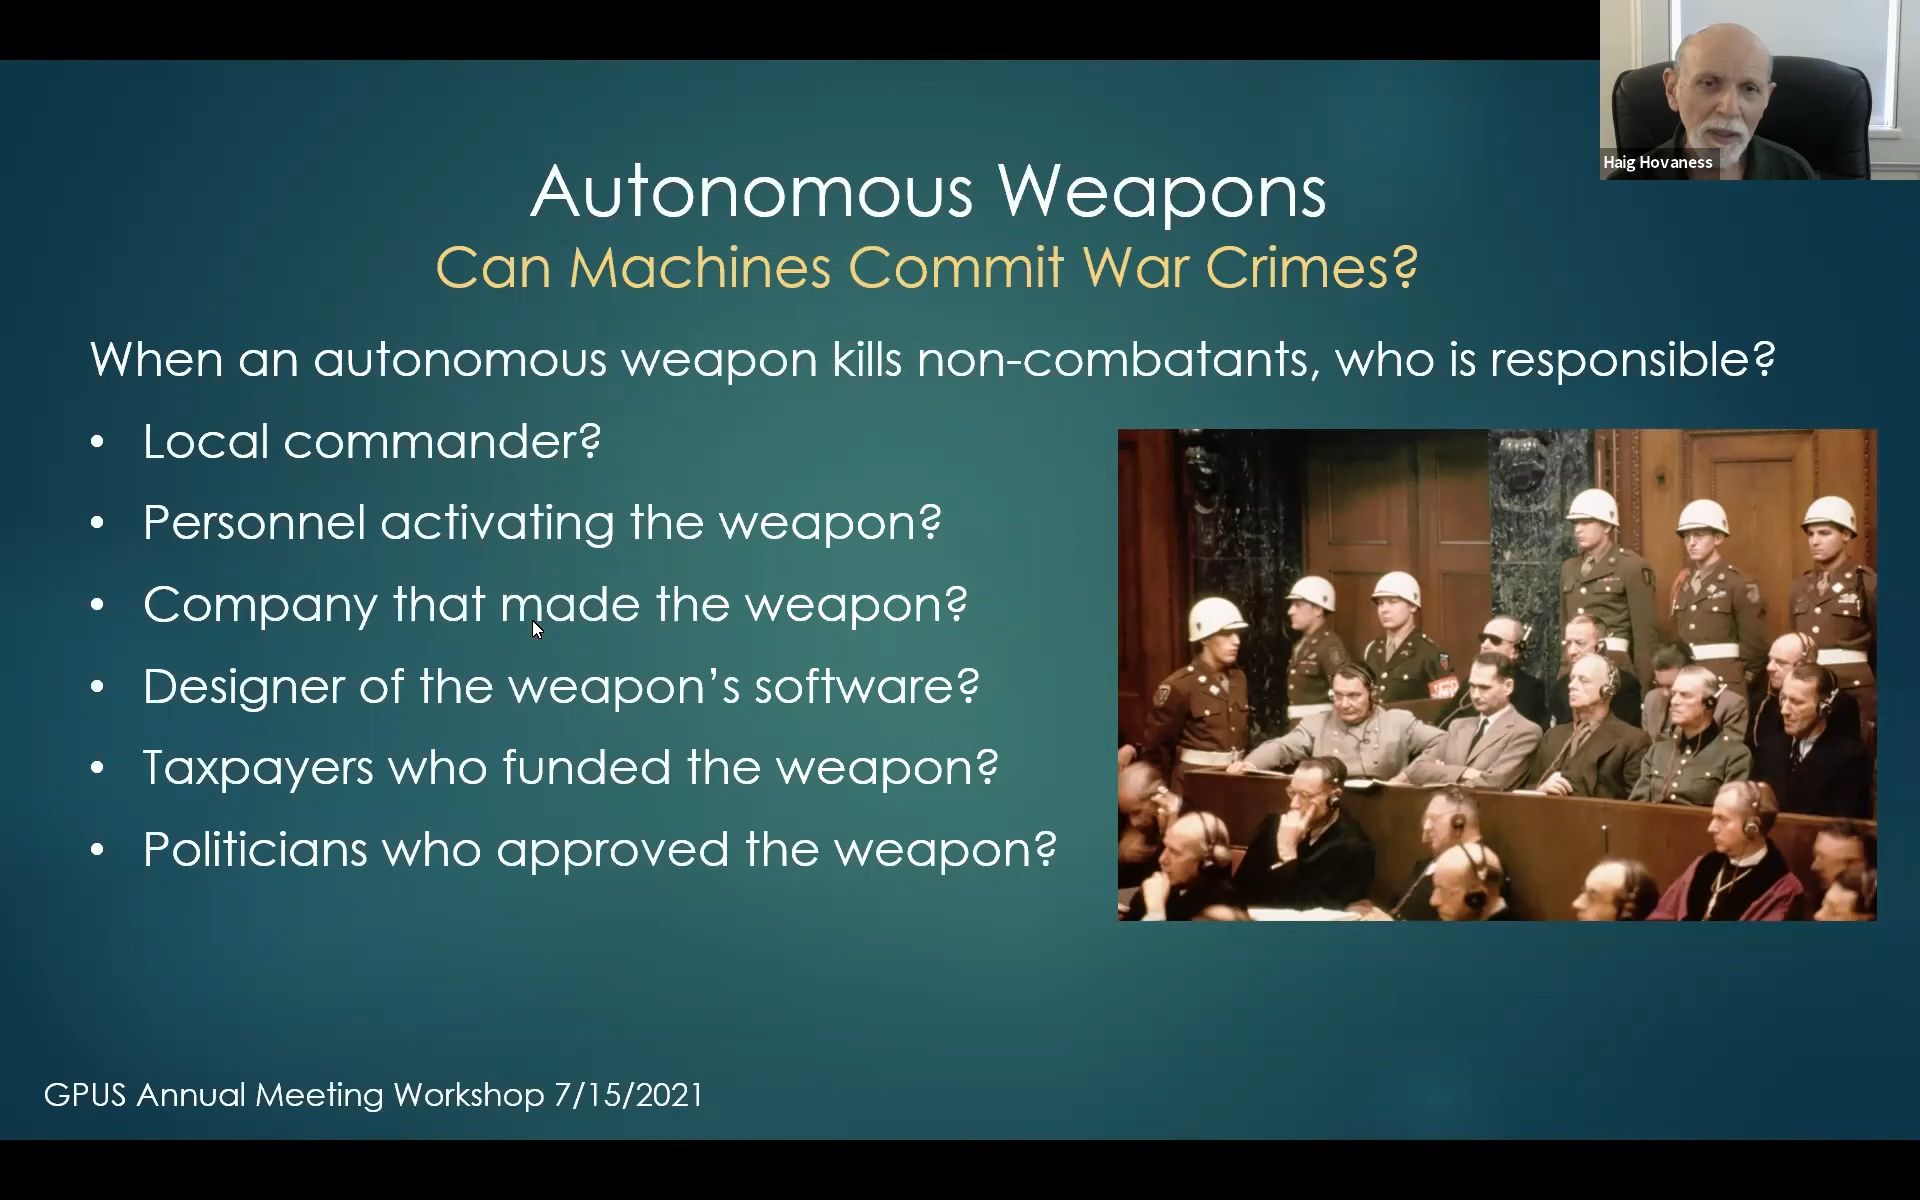 Haig Hovaness
Autonomous Weapons
Can Machines Commit War Crimes?
When an autonomous weapon kills non-combatants, who is responsible?
• Local commander?
• Personnel activating the weapon?
• Company that made the weapon?
• Designer of the weapon’s software?
• Taxpayers who funded the weapon?
• Politicians who approved the weapon?
GPUS Annual Meeting Workshop 7/15/2021